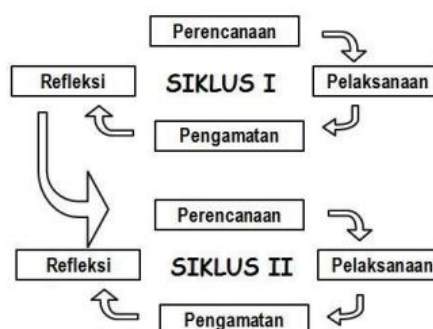 Perencanaan
Refleksi
SIKLUS I
Pelaksanaan
Pengamatan
Perencanaan
Refleksi
SIKLUS II
Pelaksanaan
Pengamatan